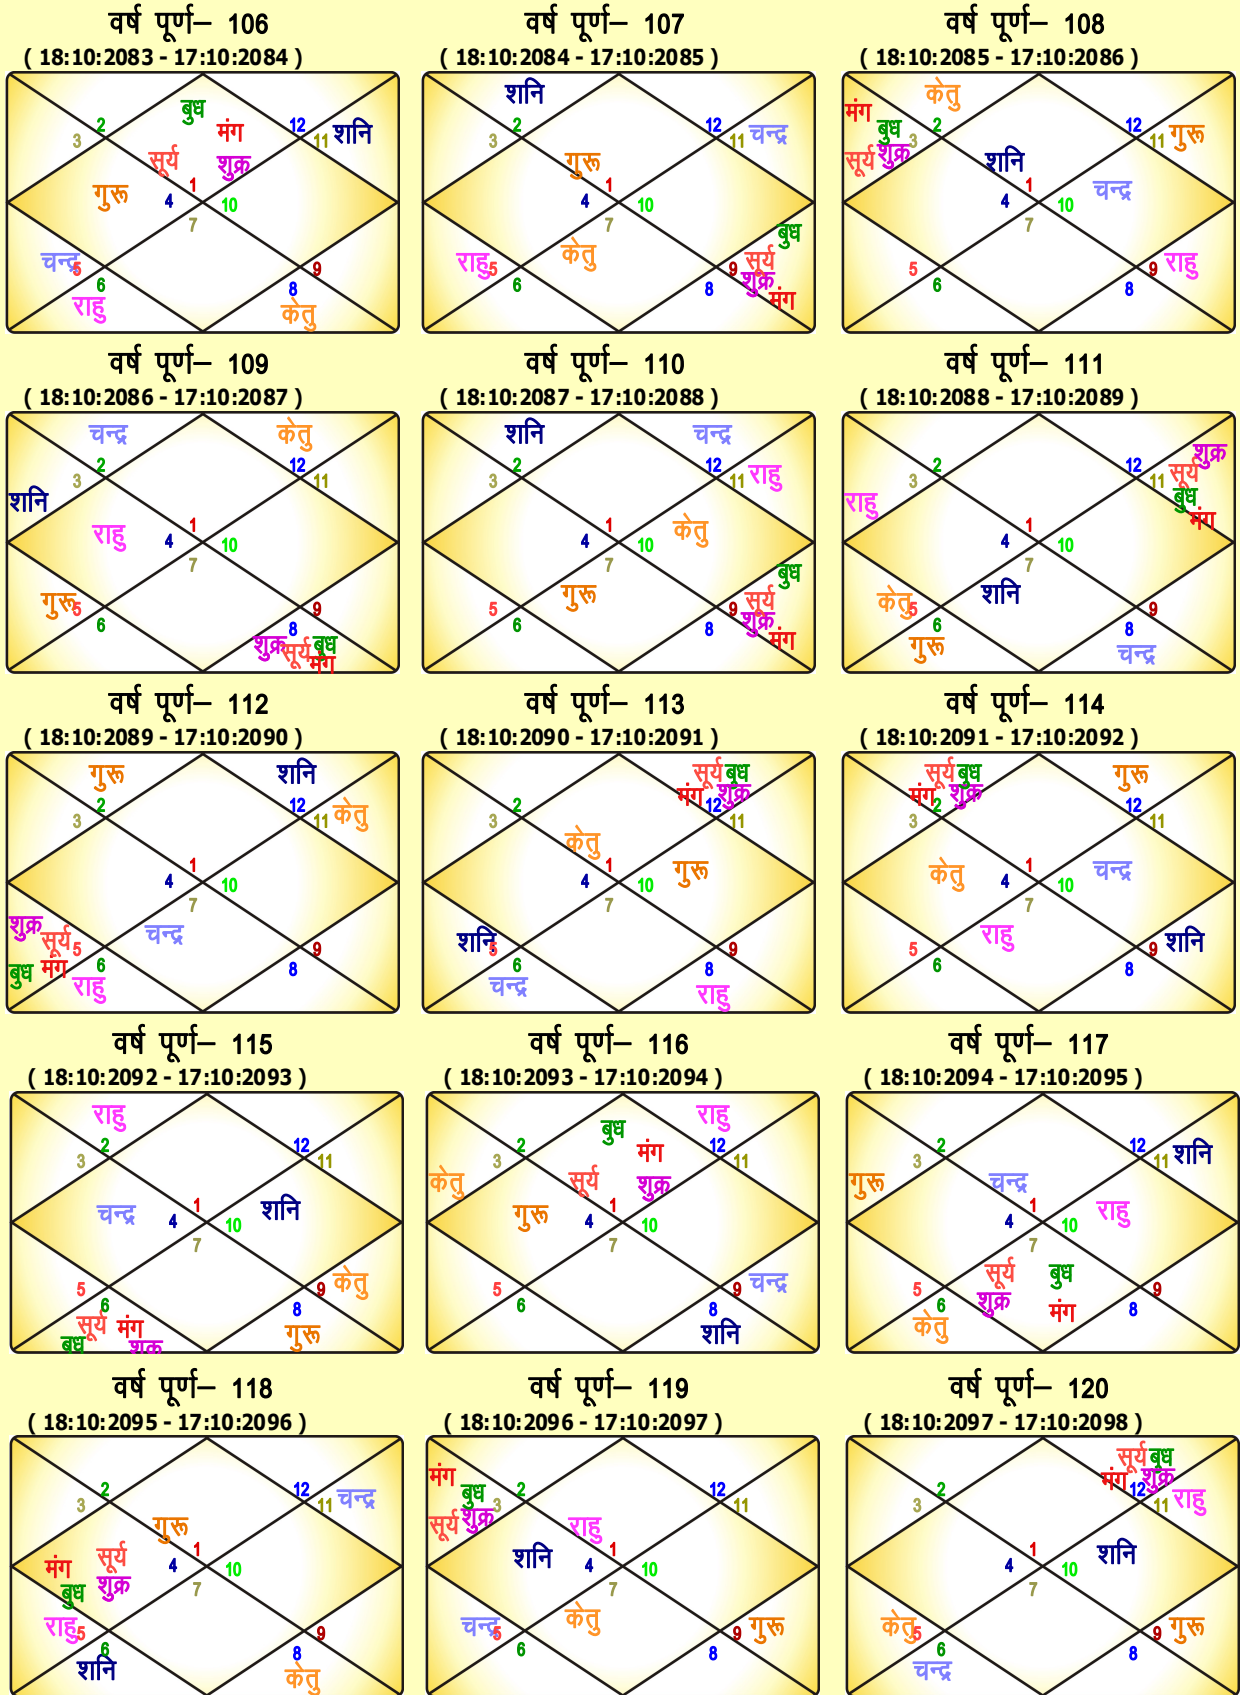 वर्ष पूर्ण– 106
( 18:10:2083 - 17:10:2084 )
बुध
2 मंग 12 शनि
3 सूर्य शुक्र 11
गुरू 4 1 10
7
चन्द्र 5 9
6 राहु 8 केतु
वर्ष पूर्ण– 107
( 18:10:2084 - 17:10:2085 )
शनि
2 12 चन्द्र
3 गुरू 11
4 1 10
7 बुध
राहु 5 केतु 9 सूर्य
6 8 शुक्र मंग
वर्ष पूर्ण– 108
( 18:10:2085 - 17:10:2086 )
केतु
मंग बुध 2 12 गुरू
सूर्य शुक्र 3 शनि 11
4 1 10 चन्द्र
7
5 9 राहु
6 8
वर्ष पूर्ण– 109
( 18:10:2086 - 17:10:2087 )
चन्द्र केतु
2 12
शनि 3 11
राहु 4 1 10
7
गुरू 5 9
6 8 शुक्र सूर्य बुध मंग
वर्ष पूर्ण– 110
( 18:10:2087 - 17:10:2088 )
शनि चन्द्र
2 12 राहु
3 11
4 1 10 केतु
7 बुध
5 गुरू 9 सूर्य
6 8 शुक्र मंग
वर्ष पूर्ण– 111
( 18:10:2088 - 17:10:2089 )
शुक्र
2 12 सूर्य
राहु 3 11 बुध मंग
4 1 10
7
केतु 5 शनि 9
6 गुरू 8 चन्द्र
वर्ष पूर्ण– 112
( 18:10:2089 - 17:10:2090 )
गुरू शनि
2 12 केतु
3 11
4 1 10
7
शुक्र सूर्य 5 चन्द्र 9
बुध मंग 6 राहु 8
वर्ष पूर्ण– 113
( 18:10:2090 - 17:10:2091 )
सूर्य बुध
2 मंग 12 शुक्र
3 केतु 11
4 1 10 गुरू
7
शनि 5 9
6 चन्द्र 8 राहु
वर्ष पूर्ण– 114
( 18:10:2091 - 17:10:2092 )
सूर्य बुध गुरू
मंग 2 शुक्र 12
3 11
केतु 4 1 10 चन्द्र
7
5 राहु 9 शनि
6 8
वर्ष पूर्ण– 115
( 18:10:2092 - 17:10:2093 )
राहु
2 12
3 11
चन्द्र 4 1 10 शनि
7
5 9 केतु
6 सूर्य मंग 8 गुरू
बुध शुक्र
वर्ष पूर्ण– 116
( 18:10:2093 - 17:10:2094 )
बुध राहु
2 मंग 12
केतु 3 सूर्य शुक्र 11
गुरू 4 1 10
7
5 9 चन्द्र
6 8 शनि
वर्ष पूर्ण– 117
( 18:10:2094 - 17:10:2095 )
2 12 शनि
गुरू 3 चन्द्र 11
4 1 10 राहु
7
5 सूर्य बुध 9
6 केतु शुक्र मंग 8
वर्ष पूर्ण– 118
( 18:10:2095 - 17:10:2096 )
2 12 चन्द्र
3 गुरू 11
मंग सूर्य 4 1 10
बुध शुक्र 7
राहु 5 9
6 शनि 8 केतु
वर्ष पूर्ण– 119
( 18:10:2096 - 17:10:2097 )
मंग बुध 2 12
सूर्य शुक्र 3 राहु 11
शनि 4 1 10
7
चन्द्र 5 केतु 9 गुरू
6 8
वर्ष पूर्ण– 120
( 18:10:2097 - 17:10:2098 )
सूर्य बुध
2 मंग 12 शुक्र
3 11 राहु
4 1 10 शनि
7
केतु 5 9 गुरू
6 चन्द्र 8